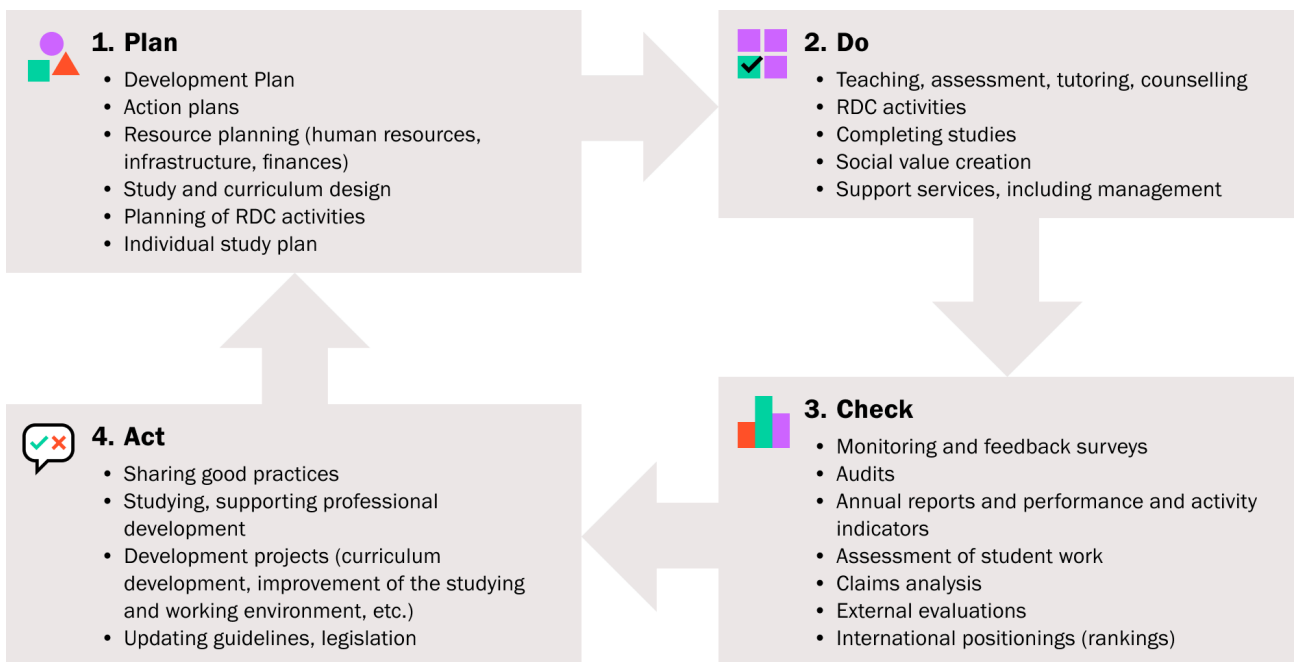 1. Plan
• Development Plan
• Action plans
• Resource planning (human resources,
infrastructure, finances)
• Study and curriculum design
• Planning of RDC activities
• Individual study plan
2. Do
• Teaching, assessment, tutoring, counselling
• RDC activities
• Completing studies
• Social value creation
• Support services, including management
3. Check
• Monitoring and feedback surveys
• Audits
• Annual reports and performance and activity
indicators
• Assessment of student work
• Claims analysis
• External evaluations
• International positionings (rankings)
4. Act
• Sharing good practices
• Studying, supporting professional
development
• Development projects (curriculum
development, improvement of the studying
and working environment, etc.)
• Updating guidelines, legislation